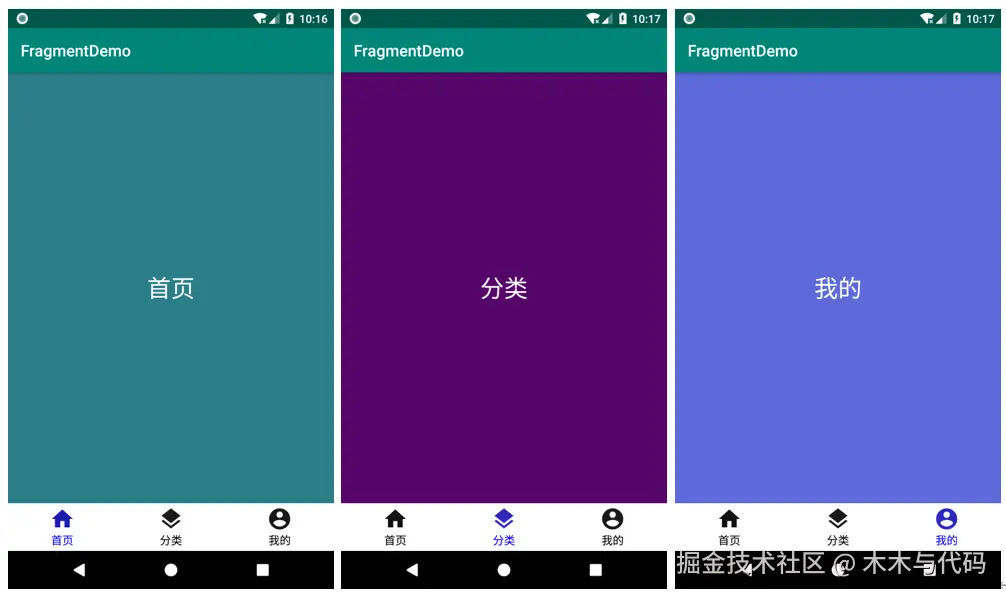 10:16
FragmentDemo
首页
首页 分类 我的
10:17
FragmentDemo
分类
首页 分类 我的
10:17
FragmentDemo
我的
首页 分类 我的
掘金技术社区 @ 木木与代码